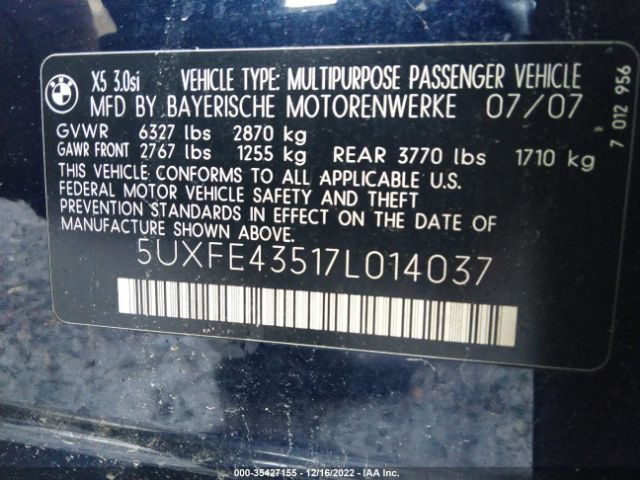 BMW
X5 3.0si VEHICLE TYPE: MULTIPURPOSE PASSENGER VEHICLE
MFD BY BAYERISCHE MOTORENWERKE 07/07
GVWR 6327 lbs 2870 kg
GAWR FRONT 2767 lbs 1255 kg REAR 3770 lbs 1710 kg
THIS VEHICLE CONFORMS TO ALL APPLICABLE U.S.
FEDERAL MOTOR VEHICLE SAFETY AND THEFT
PREVENTION STANDARDS IN EFFECT ON THE DATE OF
MANUFACTURE SHOWN ABOVE.
5UXFE43517L014037
7 012 956
000-35427155 - 12/16/2022 - IAA Inc.